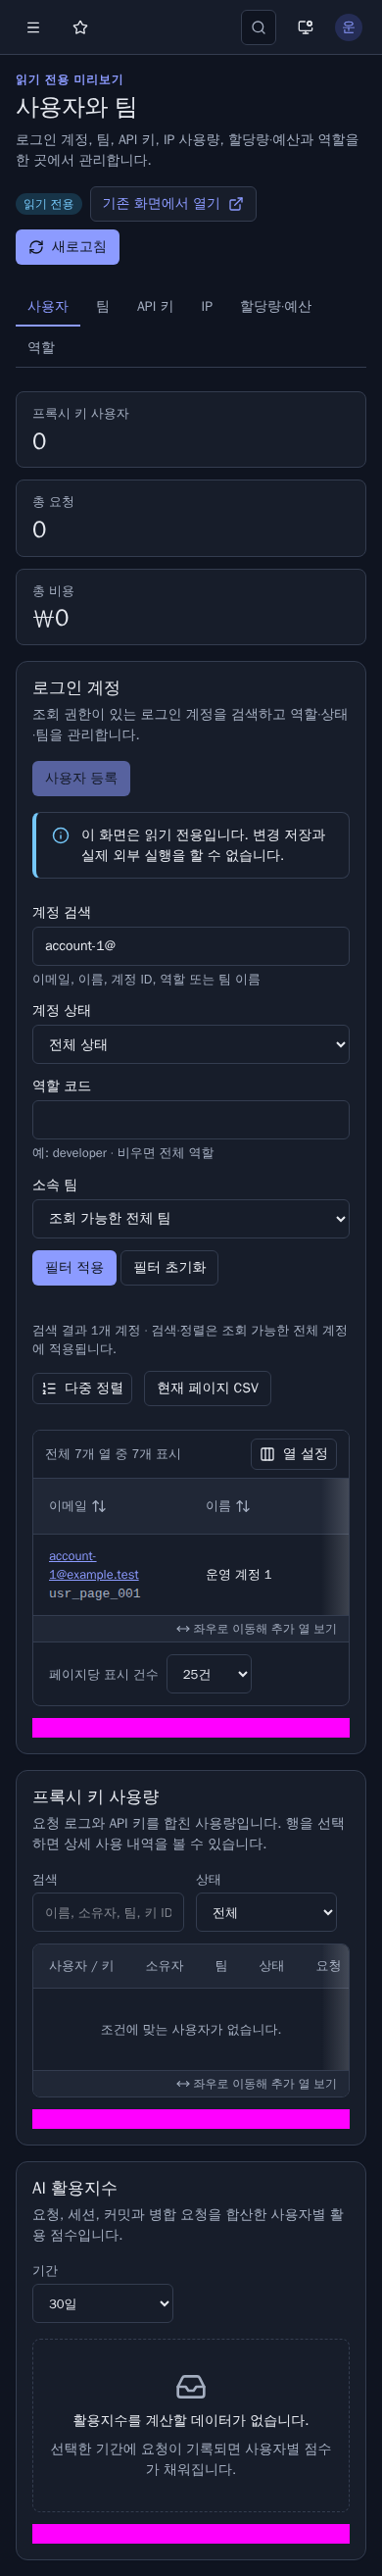 운
읽기 전용 미리보기
사용자와 팀
로그인 계정, 팀, API 키, IP 사용량, 할당량·예산과 역할을
한 곳에서 관리합니다.
읽기 전용
기존 화면에서 열기
새로고침
사용자 팀 API 키 IP 할당량·예산
역할
프록시 키 사용자
0
총 요청
0
총 비용
₩0
로그인 계정
조회 권한이 있는 로그인 계정을 검색하고 역할·상태
·팀을 관리합니다.
사용자 등록
이 화면은 읽기 전용입니다. 변경 저장과
실제 외부 실행을 할 수 없습니다.
계정 검색
account-1@
이메일, 이름, 계정 ID, 역할 또는 팀 이름
계정 상태
전체 상태
역할 코드
예: developer · 비우면 전체 역할
소속 팀
조회 가능한 전체 팀
필터 적용 필터 초기화
검색 결과 1개 계정 · 검색·정렬은 조회 가능한 전체 계정
에 적용됩니다.
다중 정렬 현재 페이지 CSV
전체 7개 열 중 7개 표시 열 설정
이메일 이름
account-
1@example.test
usr_page_001
운영 계정 1
좌우로 이동해 추가 열 보기
페이지당 표시 건수 25건
프록시 키 사용량
요청 로그와 API 키를 합친 사용량입니다. 행을 선택
하면 상세 사용 내역을 볼 수 있습니다.
검색 상태
이름, 소유자, 팀, 키 ID 전체
사용자 / 키 소유자 팀 상태 요청
조건에 맞는 사용자가 없습니다.
좌우로 이동해 추가 열 보기
AI 활용지수
요청, 세션, 커밋과 병합 요청을 합산한 사용자별 활
용 점수입니다.
기간
30일
활용지수를 계산할 데이터가 없습니다.
선택한 기간에 요청이 기록되면 사용자별 점수
가 채워집니다.